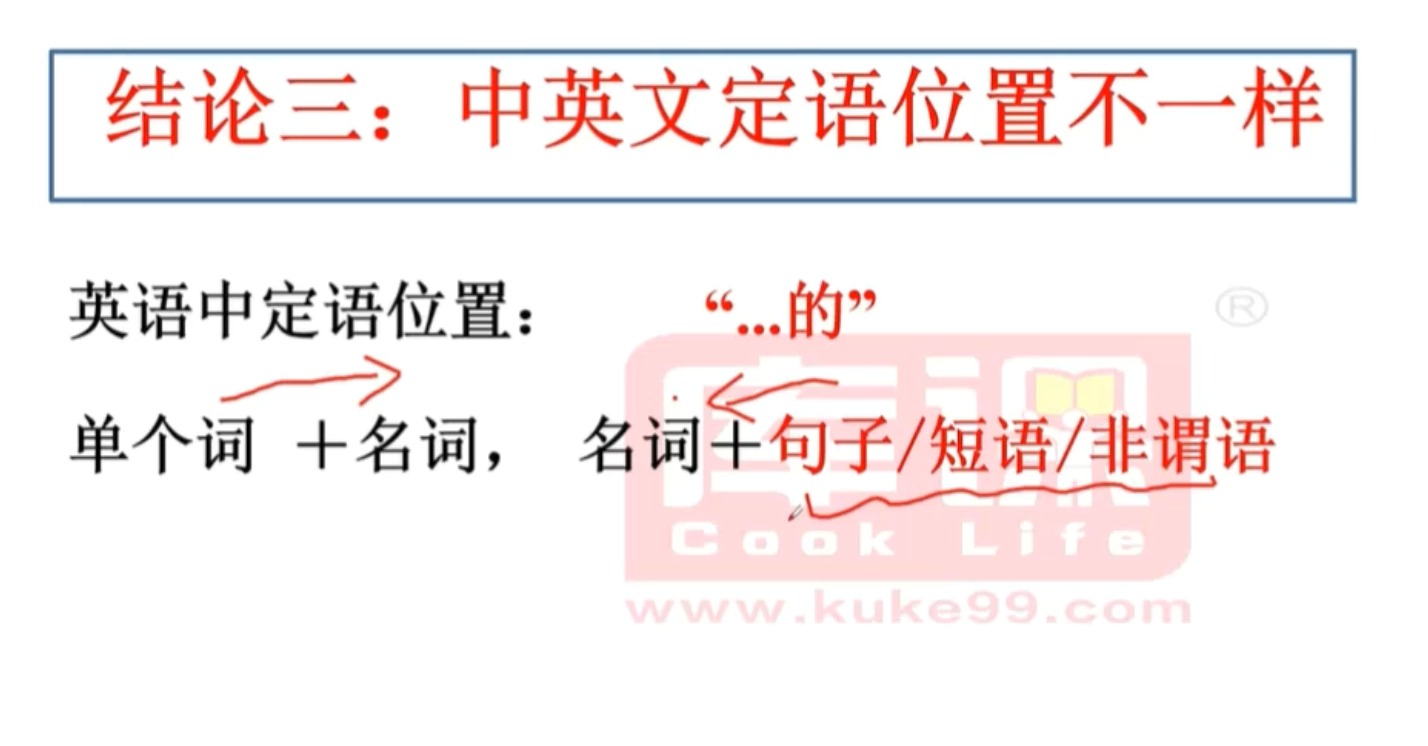 结论三：中英文定语位置不一样
英语中定语位置： “...的”
单个词 ＋名词， 名词＋句子/短语/非谓语
库课®
Cook Life
www.kuke99.com